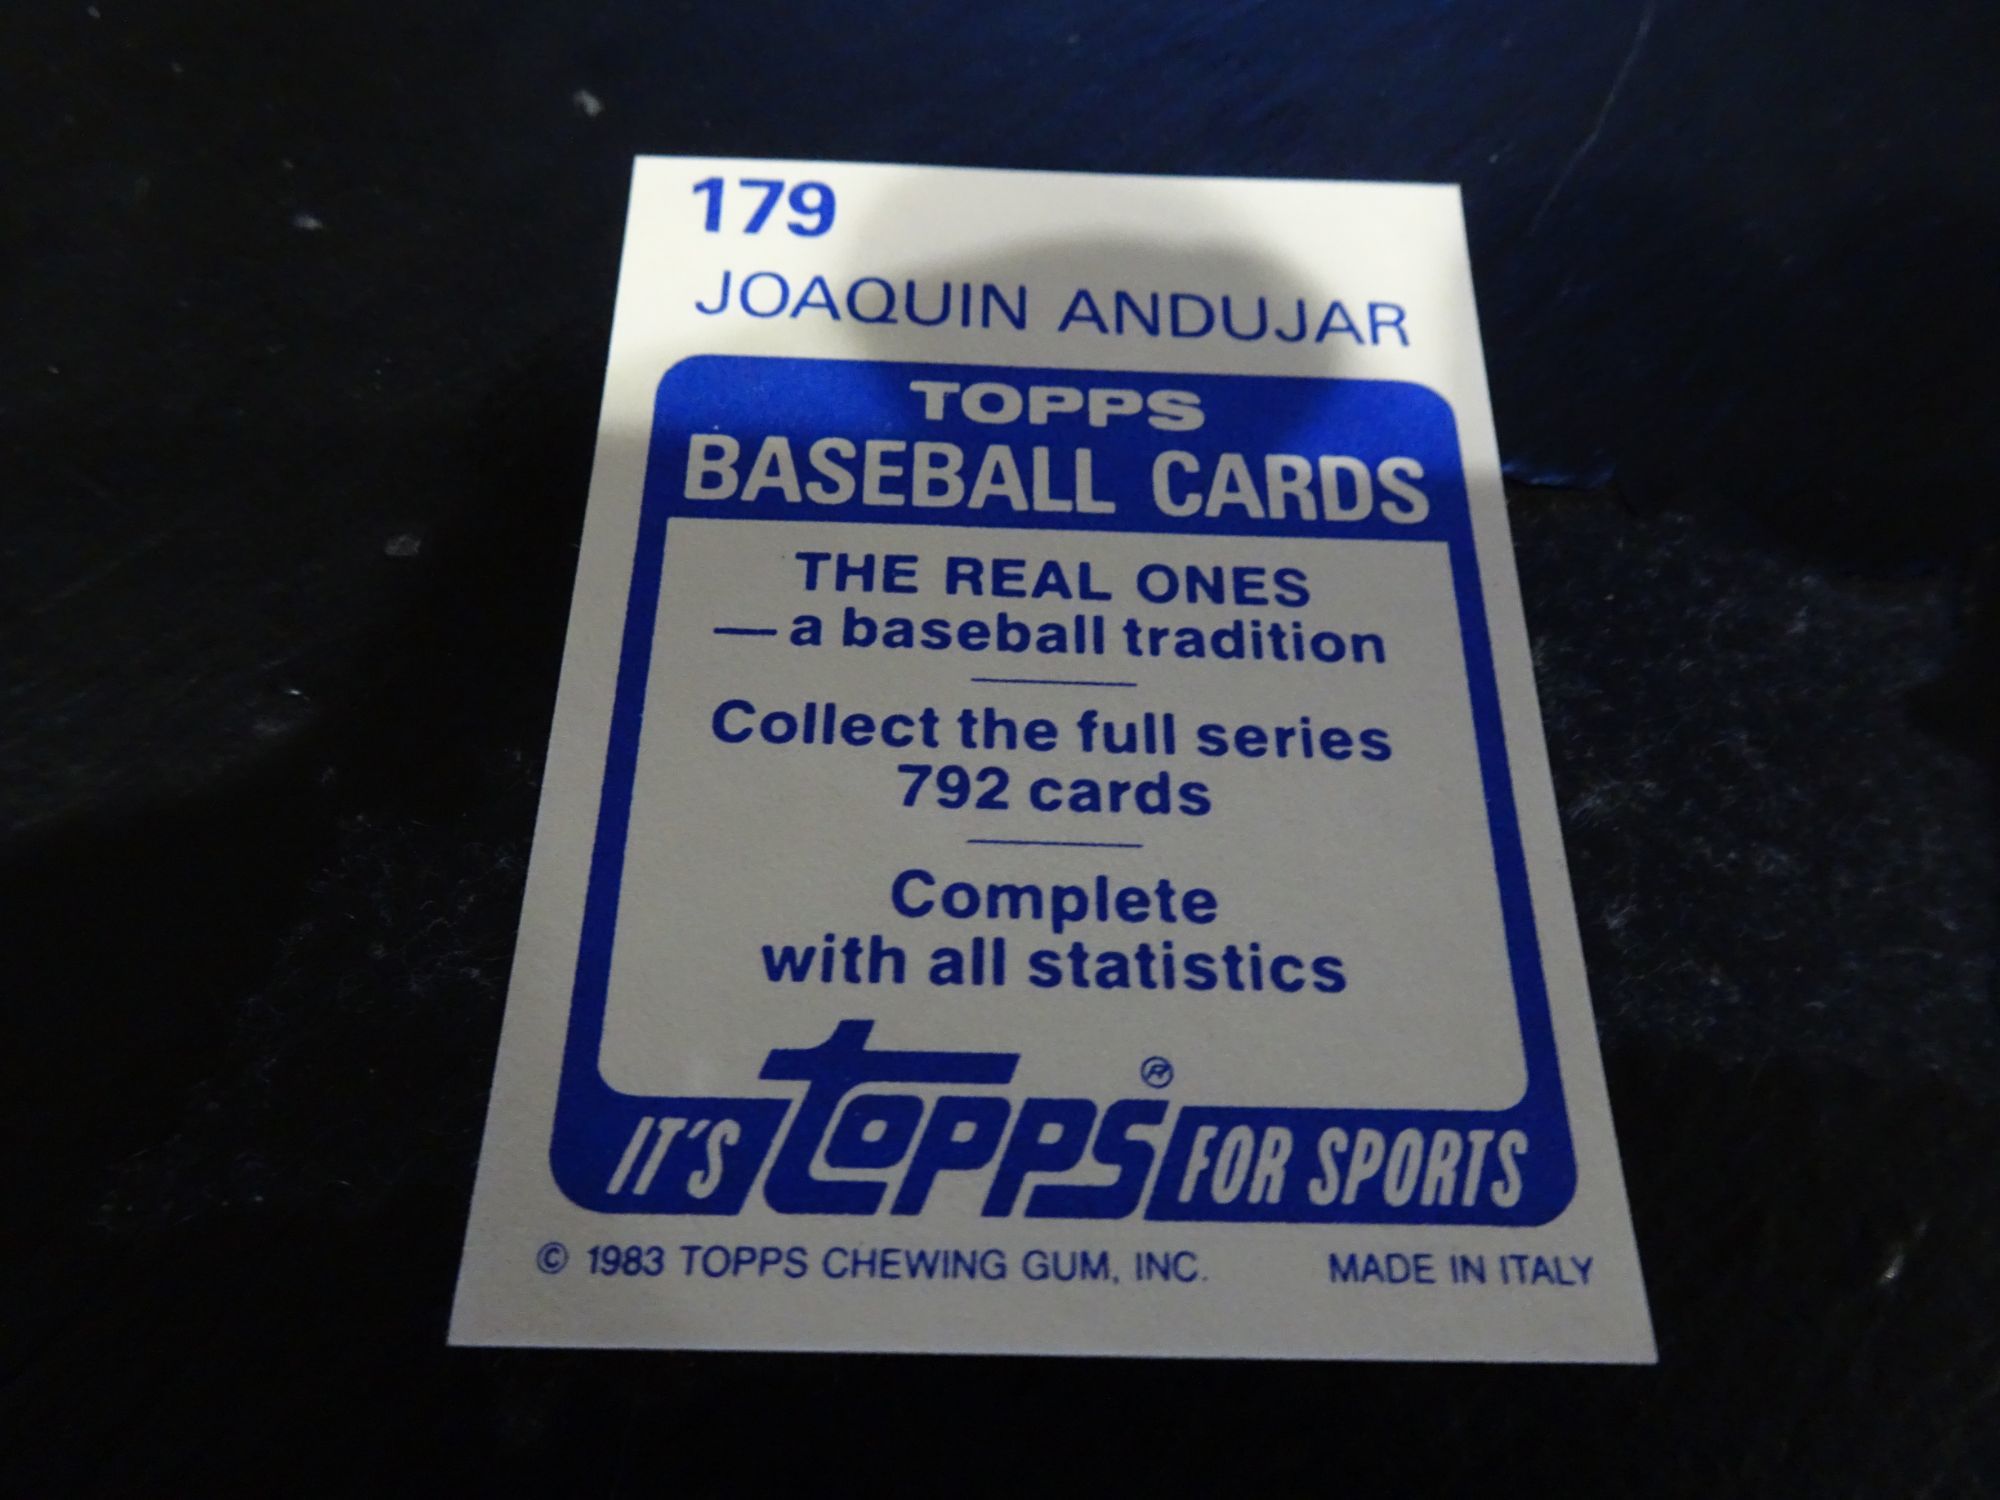 179
JOAQUIN ANDUJAR
TOPPS
BASEBALL CARDS
THE REAL ONES
— a baseball tradition
Collect the full series
792 cards
Complete
with all statistics
IT'S topps® FOR SPORTS
© 1983 TOPPS CHEWING GUM, INC. MADE IN ITALY